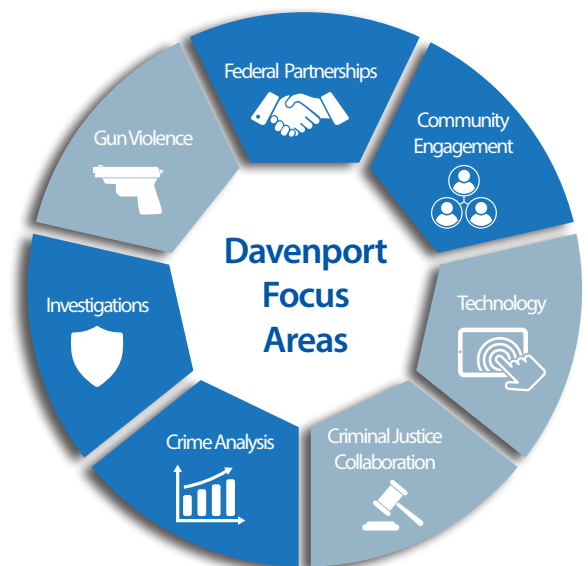 Federal Partnerships
Community
Engagement
Technology
Criminal Justice
Collaboration
Crime Analysis
Investigations
Gun Violence
Davenport
Focus
Areas